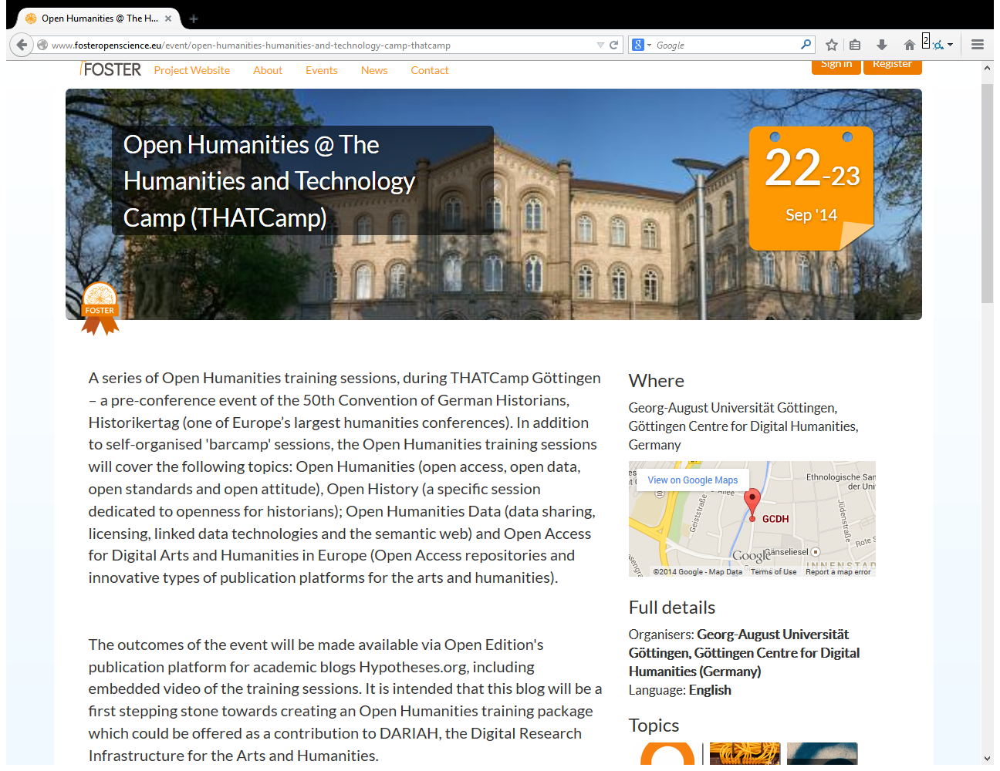 Open Humanities @ The H...
www.fosteropenscience.eu/event/open-humanities-humanities-and-technology-camp-thatcamp
Google
2
FOSTER
Project Website
About
Events
News
Contact
Sign in
Register
Open Humanities @ The
Humanities and Technology
Camp (THATCamp)
22-23
Sep '14
FOSTER
A series of Open Humanities training sessions, during THATCamp Göttingen
– a pre-conference event of the 50th Convention of German Historians,
Historikertag (one of Europe’s largest humanities conferences). In addition
to self-organised 'barcamp' sessions, the Open Humanities training sessions
will cover the following topics: Open Humanities (open access, open data,
open standards and open attitude), Open History (a specific session
dedicated to openness for historians); Open Humanities Data (data sharing,
licensing, linked data technologies and the semantic web) and Open Access
for Digital Arts and Humanities in Europe (Open Access repositories and
innovative types of publication platforms for the arts and humanities).
The outcomes of the event will be made available via Open Edition's
publication platform for academic blogs Hypotheses.org, including
embedded video of the training sessions. It is intended that this blog will be a
first stepping stone towards creating an Open Humanities training package
which could be offered as a contribution to DARIAH, the Digital Research
Infrastructure for the Arts and Humanities.
Where
Georg-August Universität Göttingen,
Göttingen Centre for Digital Humanities,
Germany
View on Google Maps
Allee
Ethnological Sam
der Univ
Geiststraße
Jüdenstraße
GCDH
Rote S
Google
Gänseliesel
INNENSTAD
©2014 Google - Map Data
Terms of Use
Report a map error
Full details
Organisers: Georg-August Universität
Göttingen, Göttingen Centre for Digital
Humanities (Germany)
Language: English
Topics